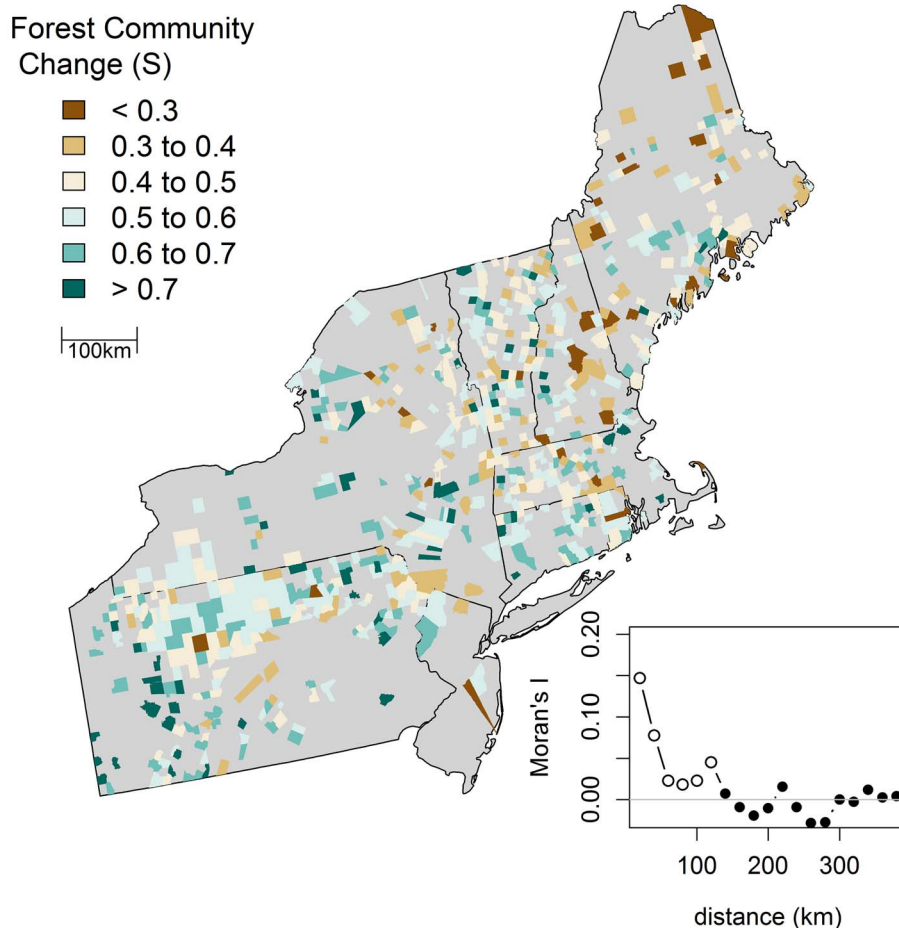 Forest Community
Change (S)
< 0.3
0.3 to 0.4
0.4 to 0.5
0.5 to 0.6
0.6 to 0.7
> 0.7
100km
Moran's I
0.20
0.10
0.00
100
200
300
distance (km)